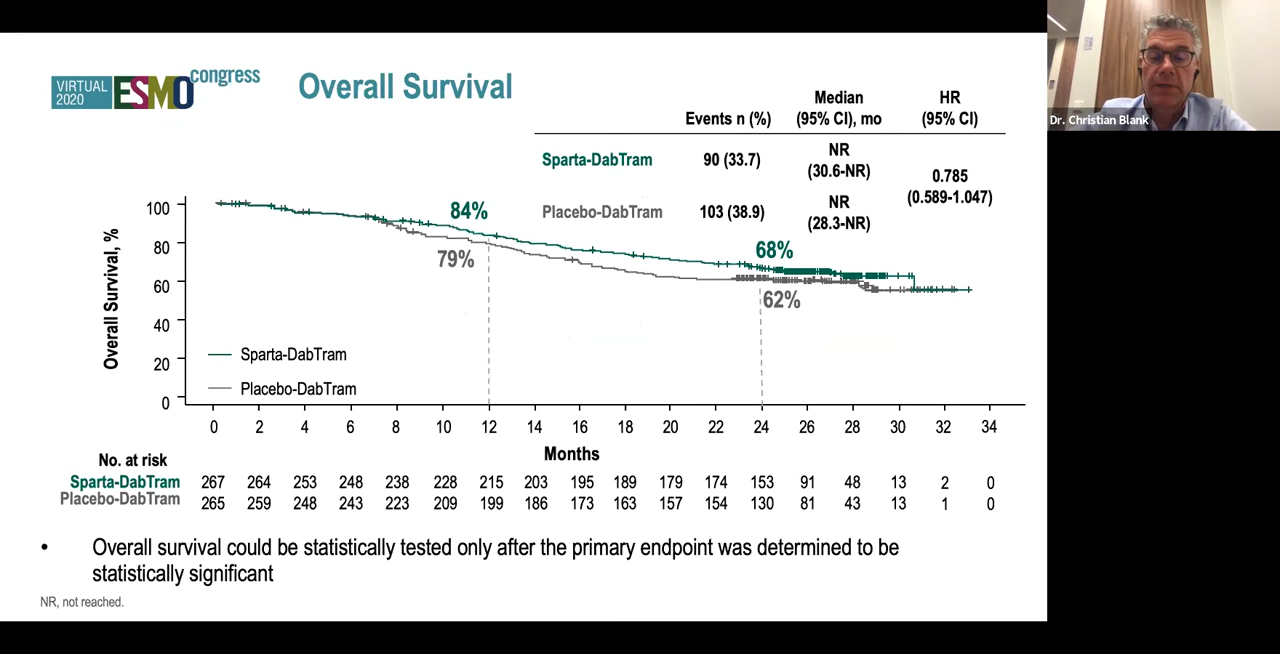 VIRTUAL
2020
ESMO
congress
Overall Survival
Dr. Christian Blank
Events n (%)
Median
(95% CI), mo
HR
(95% CI)
Sparta-DabTram
90 (33.7)
NR
(30.6-NR)
0.785
(0.589-1.047)
Placebo-DabTram
103 (38.9)
NR
(28.3-NR)
Overall Survival, %
100
80
60
40
20
0
84%
79%
68%
62%
Sparta-DabTram
Placebo-DabTram
0 2 4 6 8 10 12 14 16 18 20 22 24 26 28 30 32 34
Months
No. at risk
Sparta-DabTram 267 264 253 248 238 228 215 203 195 189 179 174 153 91 48 13 2 0
Placebo-DabTram 265 259 248 243 223 209 199 186 173 163 157 154 130 81 43 13 1 0
• Overall survival could be statistically tested only after the primary endpoint was determined to be
statistically significant
NR, not reached.